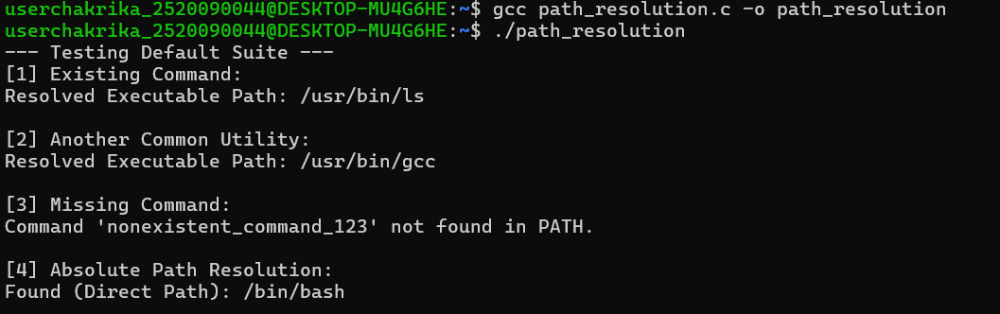 userchakrika_2520090044@DESKTOP-MU4G6HE:~$ gcc path_resolution.c -o path_resolution
userchakrika_2520090044@DESKTOP-MU4G6HE:~$ ./path_resolution
--- Testing Default Suite ---
[1] Existing Command:
Resolved Executable Path: /usr/bin/ls
[2] Another Common Utility:
Resolved Executable Path: /usr/bin/gcc
[3] Missing Command:
Command 'nonexistent_command_123' not found in PATH.
[4] Absolute Path Resolution:
Found (Direct Path): /bin/bash